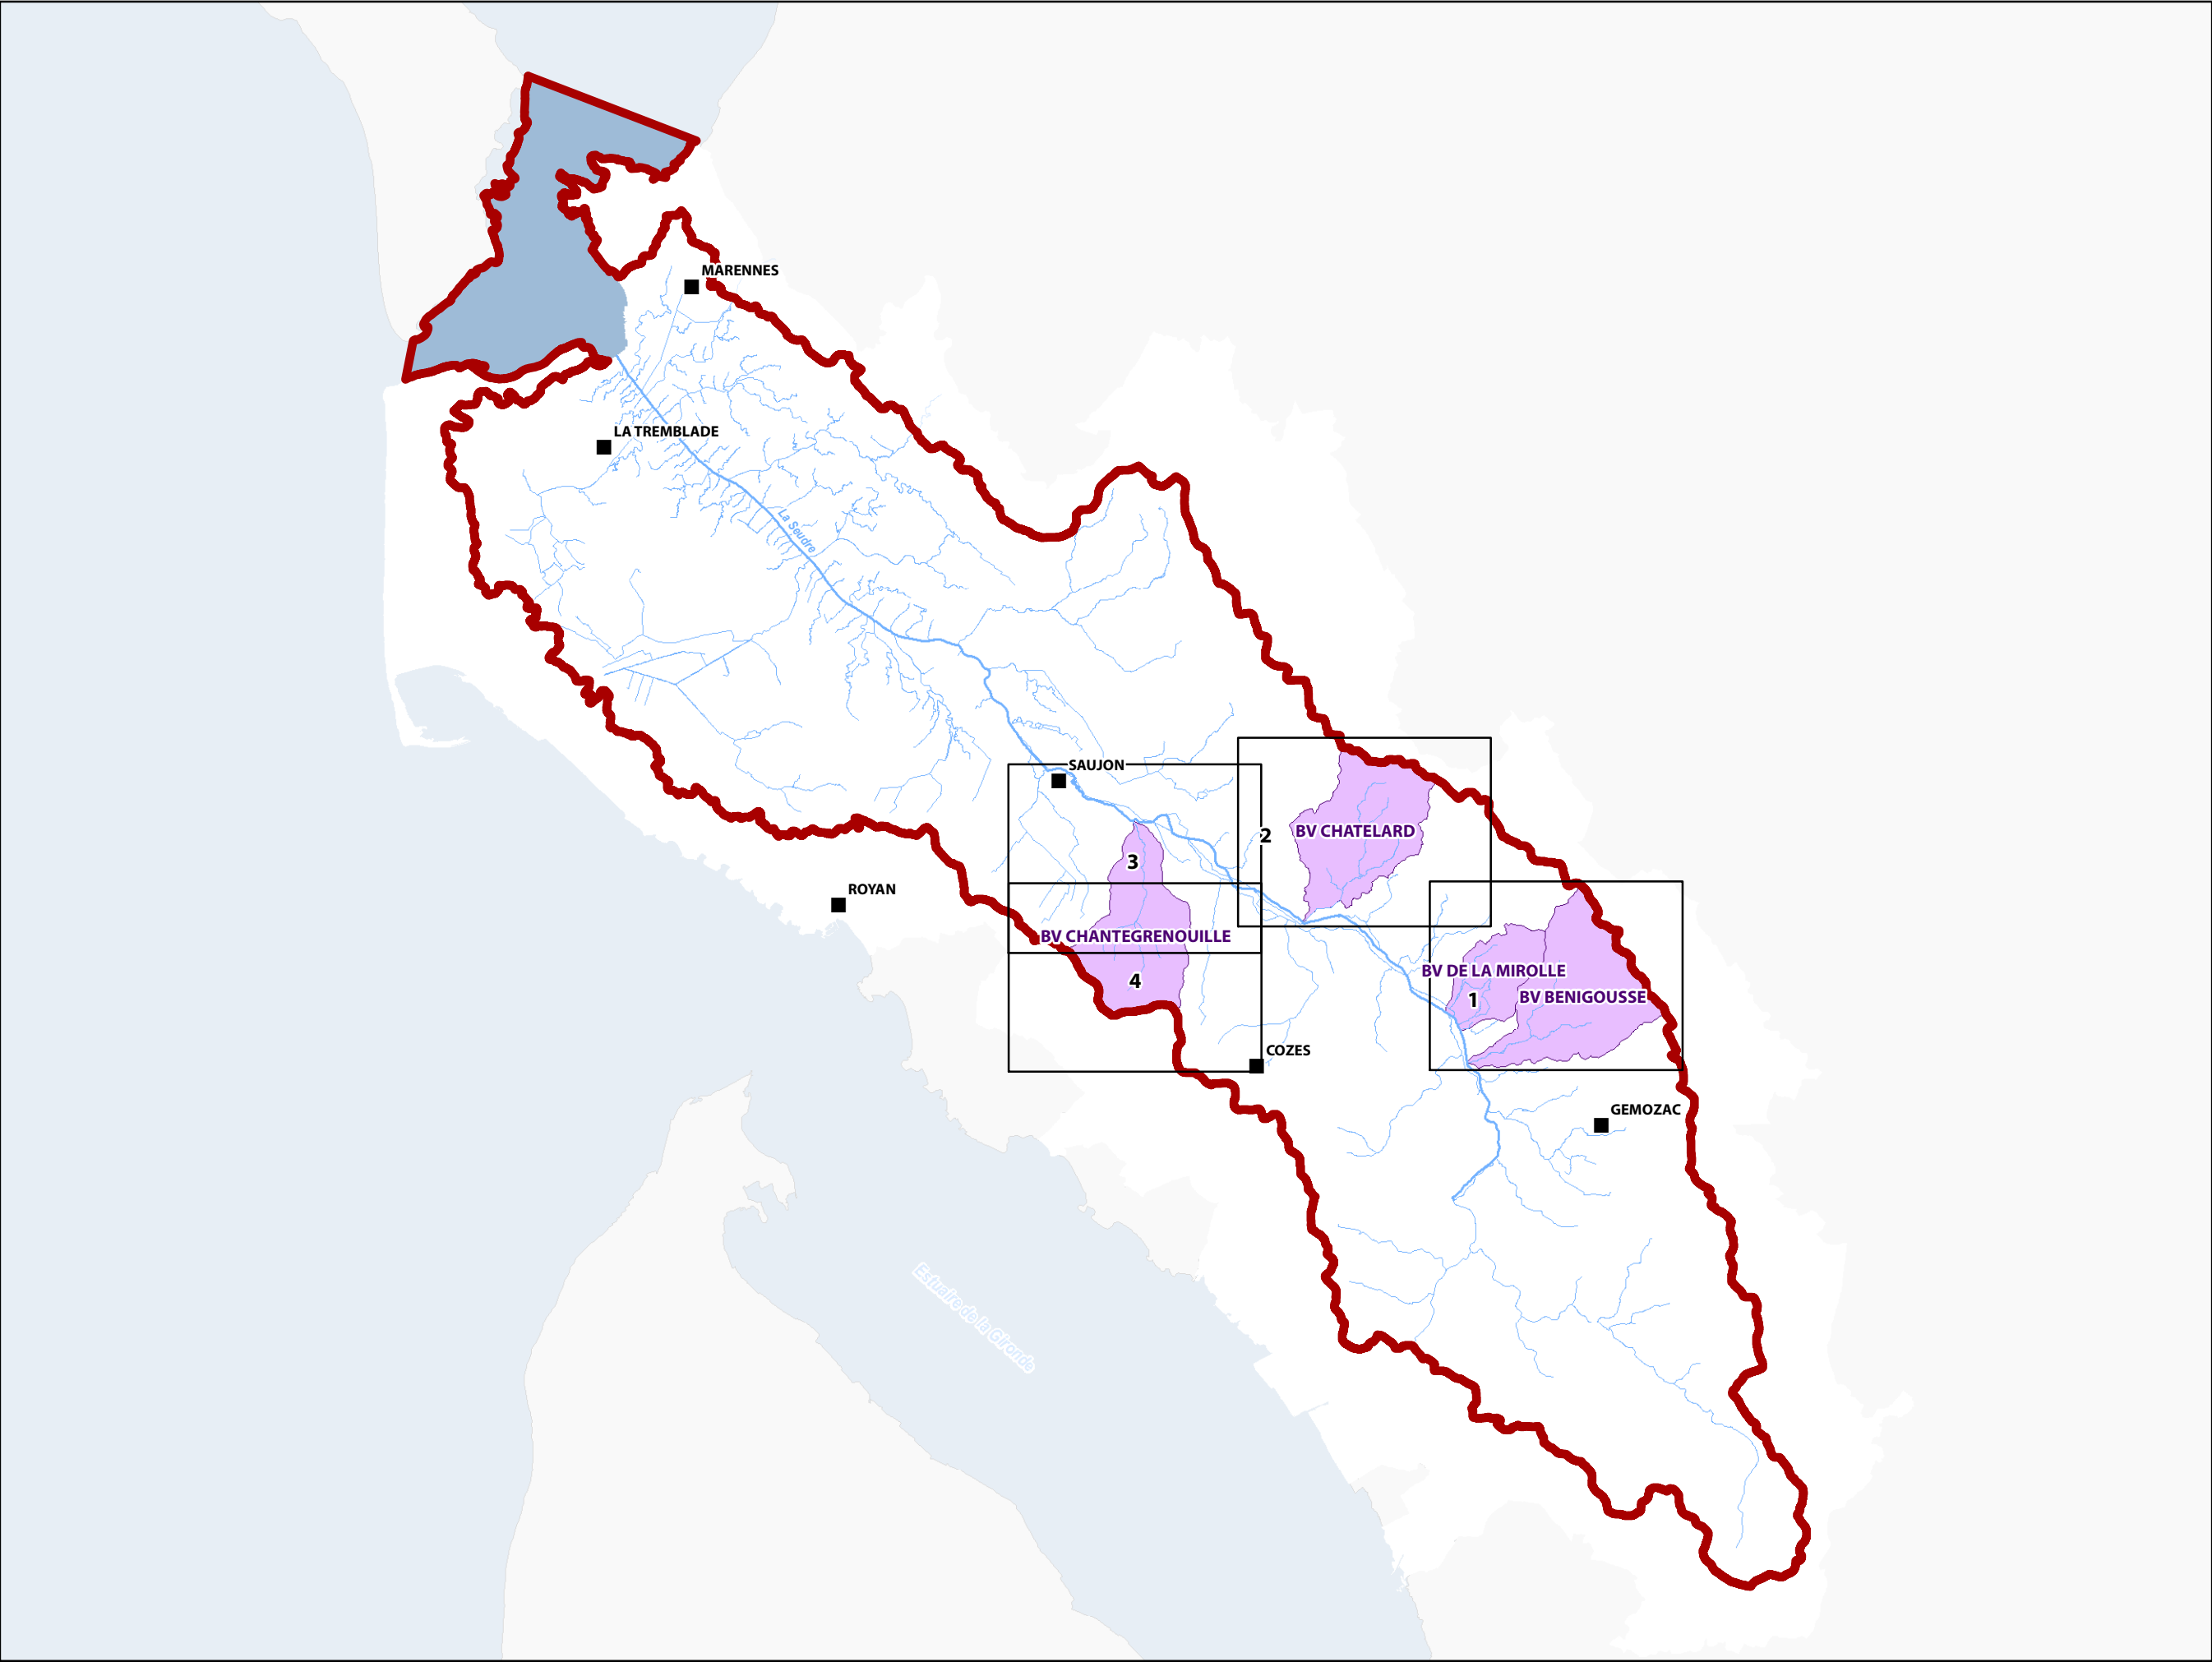 MARENNES
LA TREMBLADE
La Seudre
SAUJON
2
BV CHATELARD
3
ROYAN
BV CHANTEGRENOUILLE
4
BV DE LA MIROLLE
1
BV BENIGOUSSE
COZES
GEMOZAC
Estuaire de la Gironde